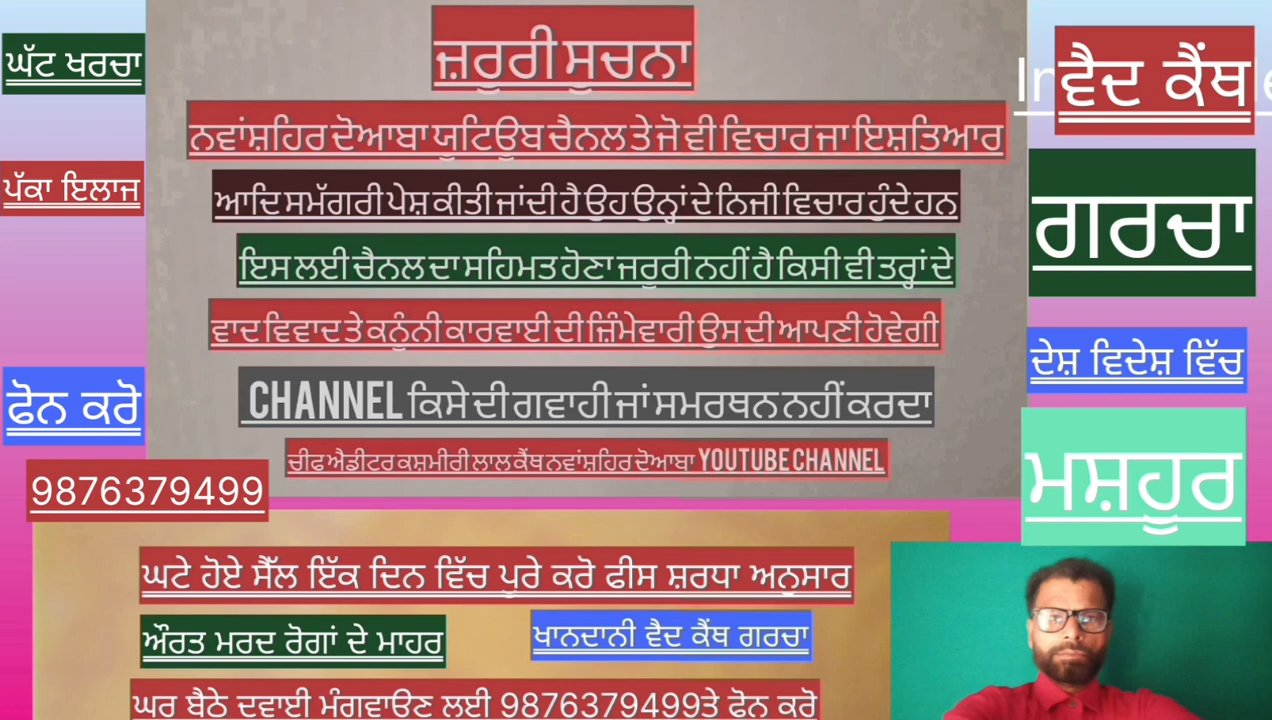 ਜ਼ਰੂਰੀ ਸੂਚਨਾ
ਵੈਦ ਕੈਂਥ
ਘੱਟ ਖਰਚਾ
ਨਵਾਂਸ਼ਹਿਰ ਦੋਆਬਾ ਯੂਟਿਊਬ ਚੈਨਲ ਤੇ ਜੋ ਵੀ ਵਿਚਾਰ ਜਾ ਇਸ਼ਤਿਆਰ
ਪੱਕਾ ਇਲਾਜ
ਆਦਿ ਸਮੱਗਰੀ ਪੇਸ਼ ਕੀਤੀ ਜਾਂਦੀ ਹੈ ਉਹ ਉਨ੍ਹਾਂ ਦੇ ਨਿਜੀ ਵਿਚਾਰ ਹੁੰਦੇ ਹਨ
ਗਰਚਾ
ਇਸ ਲਈ ਚੈਨਲ ਦਾ ਸਹਿਮਤ ਹੋਣਾ ਜਰੂਰੀ ਨਹੀਂ ਹੈ ਕਿਸੀ ਵੀ ਤਰ੍ਹਾਂ ਦੇ
ਵਾਦ ਵਿਵਾਦ ਤੇ ਕਨੂੰਨੀ ਕਾਰਵਾਈ ਦੀ ਜ਼ਿੰਮੇਵਾਰੀ ਉਸ ਦੀ ਆਪਣੀ ਹੋਵੇਗੀ
ਦੇਸ਼ ਵਿਦੇਸ਼ ਵਿੱਚ
ਫੋਨ ਕਰੋ
CHANNEL ਕਿਸੇ ਦੀ ਗਵਾਹੀ ਜਾਂ ਸਮਰਥਨ ਨਹੀਂ ਕਰਦਾ
ਚੀਫ ਐਡੀਟਰ ਕਸ਼ਮੀਰੀ ਲਾਲ ਕੈਂਥ ਨਵਾਂਸ਼ਹਿਰ ਦੋਆਬਾ YOUTUBE CHANNEL
ਮਸ਼ਹੂਰ
9876379499
ਘਟੇ ਹੋਏ ਸੈੱਲ ਇੱਕ ਦਿਨ ਵਿੱਚ ਪੂਰੇ ਕਰੋ ਫੀਸ ਸ਼ਰਧਾ ਅਨੁਸਾਰ
ਔਰਤ ਮਰਦ ਰੋਗਾਂ ਦੇ ਮਾਹਰ
ਖਾਨਦਾਨੀ ਵੈਦ ਕੈਂਥ ਗਰਚਾ
ਘਰ ਬੈਠੇ ਦਵਾਈ ਮੰਗਵਾਉਣ ਲਈ 9876379499ਤੇ ਫੋਨ ਕਰੋ